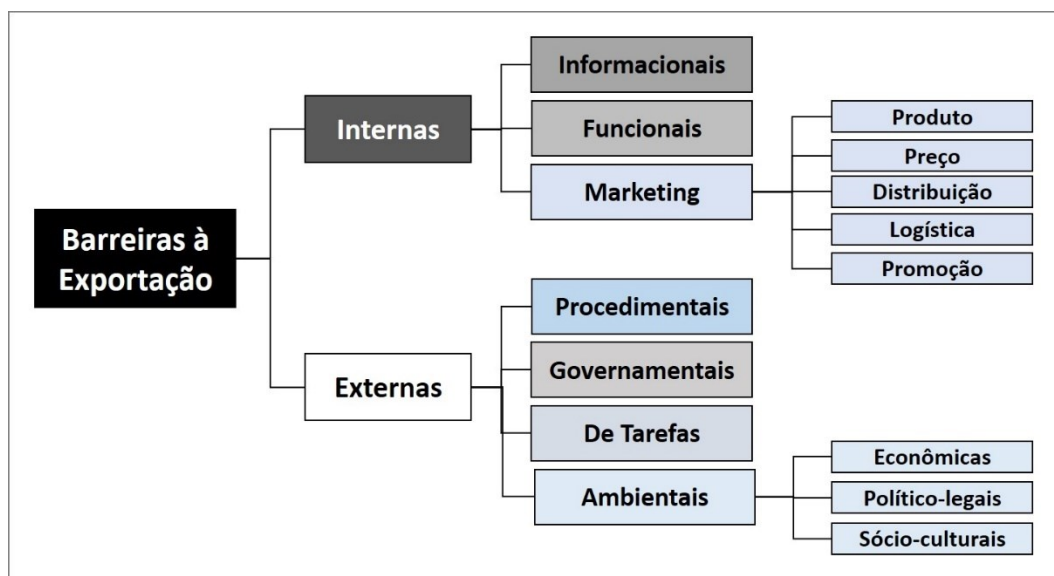 Barreiras à
Exportação
Internas
Informacionais
Funcionais
Marketing
Produto
Preço
Distribuição
Logística
Promoção
Externas
Procedimentais
Governamentais
De Tarefas
Ambientais
Econômicas
Político-legais
Sócio-culturais